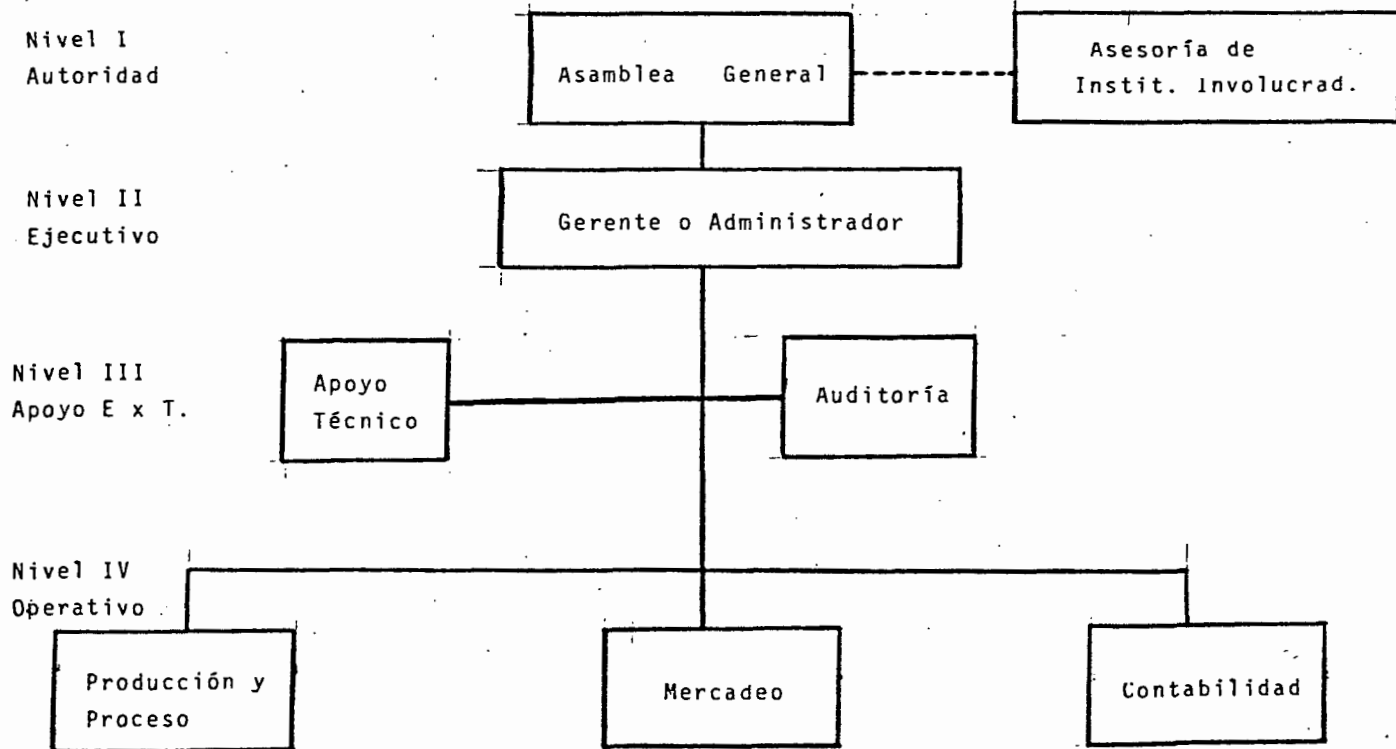 Nivel I
Autoridad
Asamblea General
Asesoría de
Instit. Involucrad.
Nivel II
Ejecutivo
Gerente o Administrador
Nivel III
Apoyo E x T.
Apoyo
Técnico
Auditoría
Nivel IV
Operativo
Producción y
Proceso
Mercadeo
Contabilidad